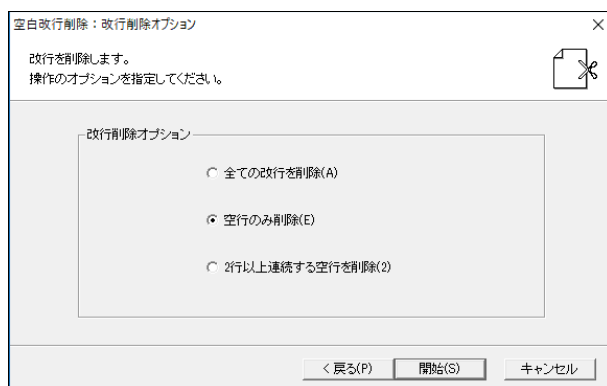 空白改行削除：改行削除オプション
改行を削除します。
操作のオプションを指定してください。
改行削除オプション
全ての改行を削除(A)
空行のみ削除(E)
2行以上連続する空行を削除(2)
< 戻る(P)
開始(S)
キャンセル